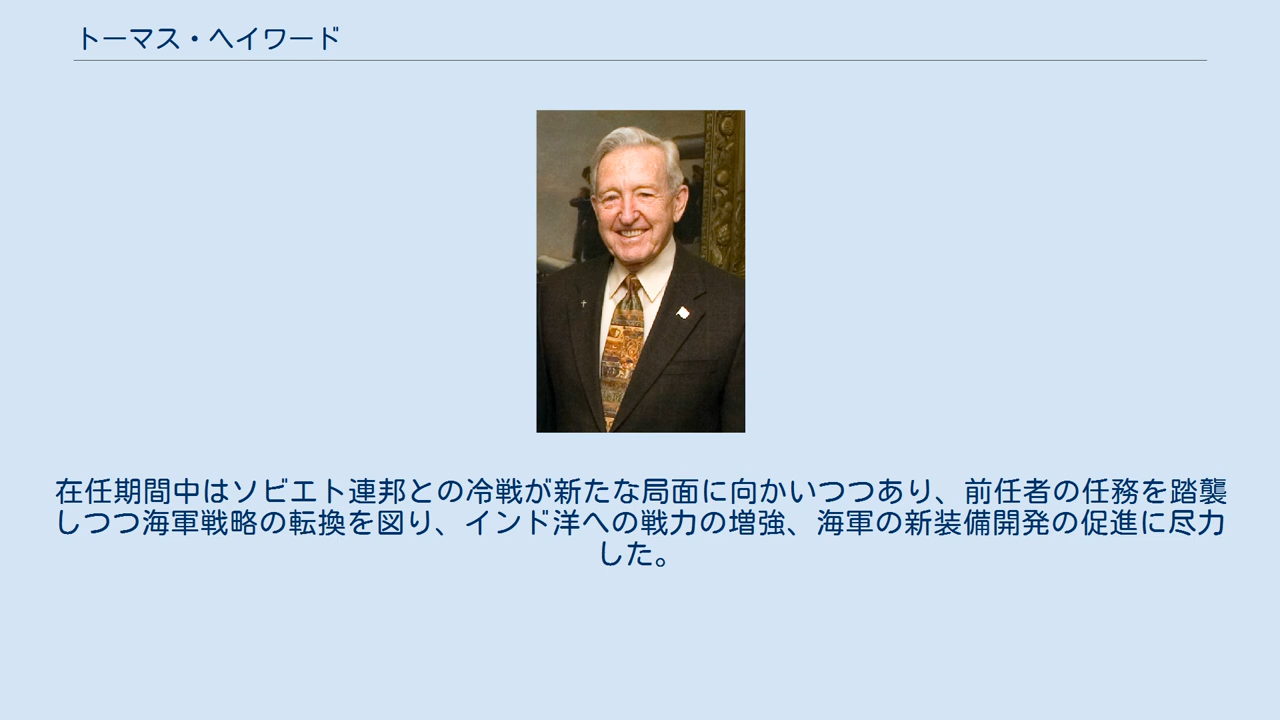 トーマス・ヘイワード
在任期間中はソビエト連邦との冷戦が新たな局面に向かいつつあり、前任者の任務を踏襲
しつつ海軍戦略の転換を図り、インド洋への戦力の増強、海軍の新装備開発の促進に尽力
した。